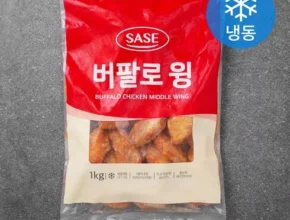 SASE
냉동
버팔로 윙
BUFFALO CHICKEN MIDDLE WING
1kg